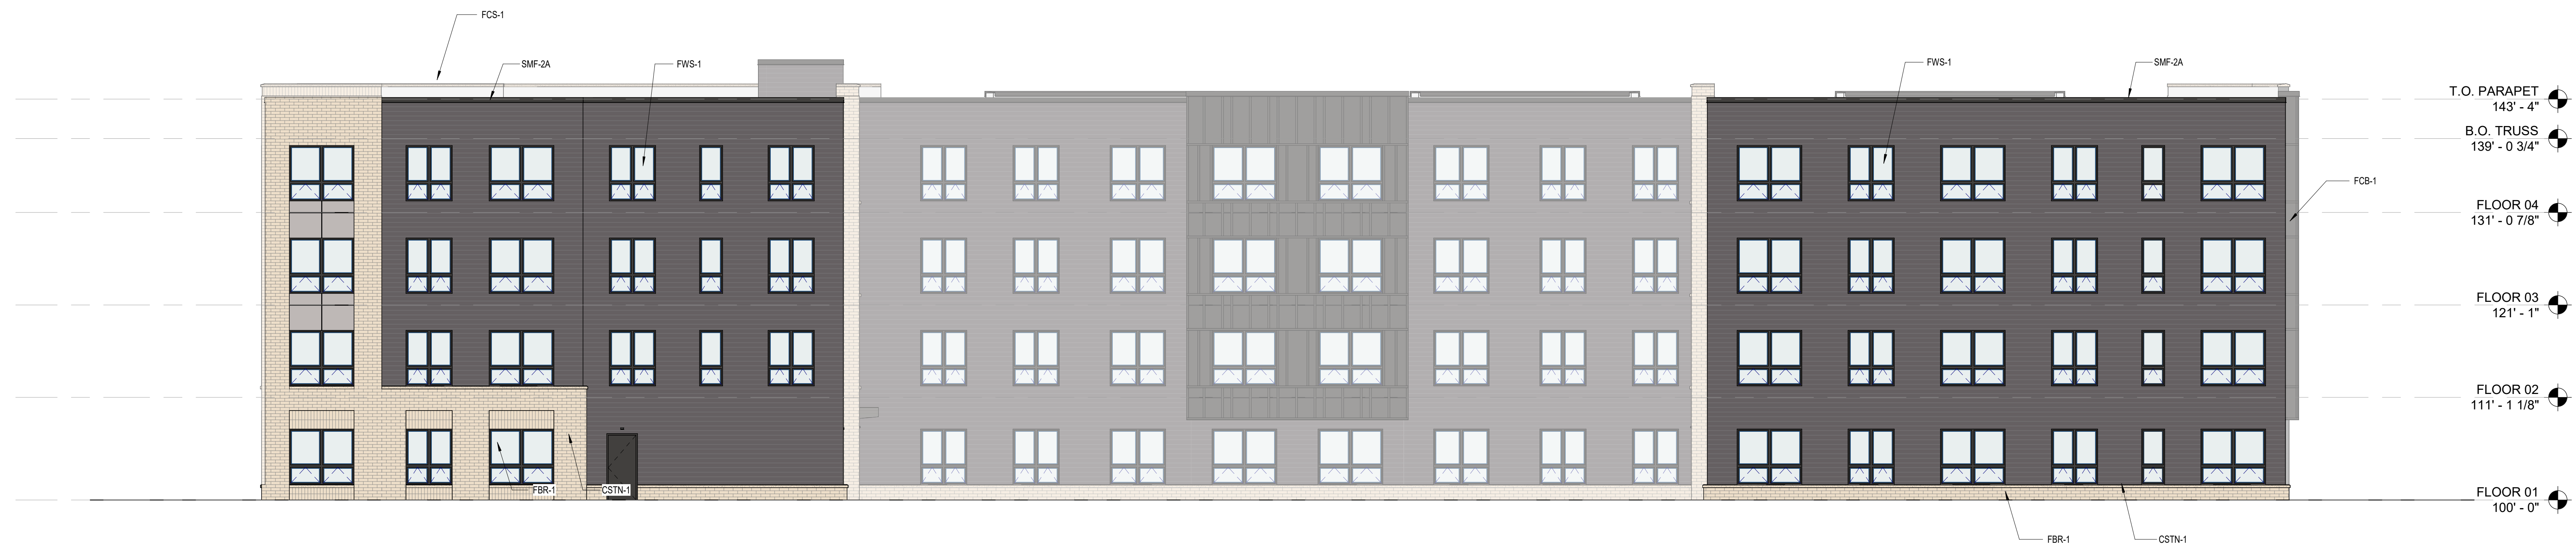 FCS-1
SMF-2A
FWS-1
FWS-1
SMF-2A
T.O. PARAPET
143' - 4"
B.O. TRUSS
139' - 0 3/4"
FCB-1
FLOOR 04
131' - 0 7/8"
FLOOR 03
121' - 1"
FLOOR 02
111' - 1 1/8"
FBR-1
CSTN-1
FLOOR 01
100' - 0"
FBR-1
CSTN-1